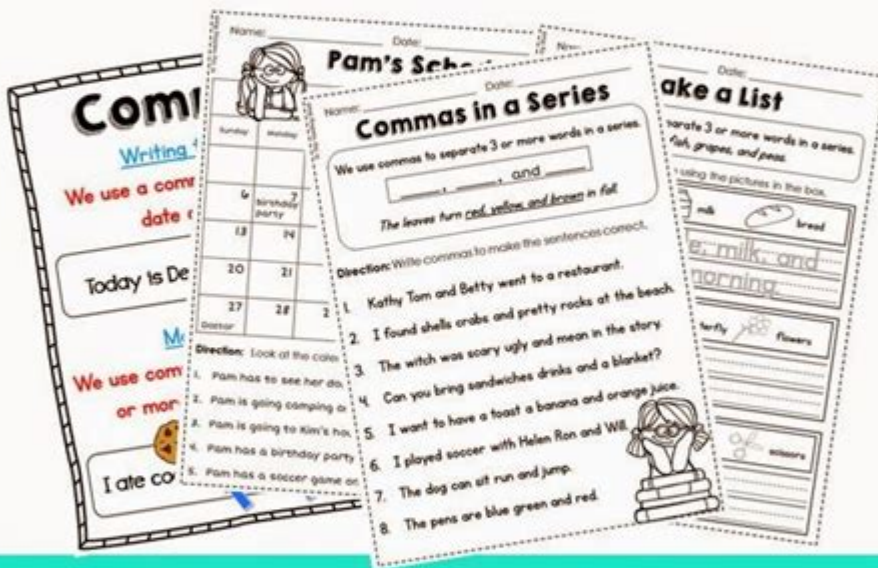 Comm
Writing
We use a comm
date
Today is De
We use com
or mor
I ate co
Name: Date:
Pam's Sch
Sunday Monday
6 7
birthday
party
13 14
20 21
27 28 2
Doctor
Direction: Look at the cale
1. Pam has to see her do
2. Pam is going camping
3. Pam is going to Kim's ho
4. Pam has a birthday party
5. Pam has a soccer game
Name: Date:
Commas in a Series
We use commas to separate 3 or more words in a series.
, , and
The leaves turn red, yellow, and brown in fall.
Direction: Write commas to make the sentences correct.
1. Kathy Tom and Betty went to a restaurant.
2. I found shells crabs and pretty rocks at the beach.
3. The witch was scary ugly and mean in the story.
4. Can you bring sandwiches drinks and a blanket?
5. I want to have a toast a banana and orange juice.
6. I played soccer with Helen Ron and Will.
7. The dog can sit run and jump.
8. The pens are blue green and red.
Date:
ake a List
parate 3 or more words in a series.
fish, grapes, and peas.
using the pictures in the box.
milk bread
e, milk, and
morning.
terfly flowers
scissors